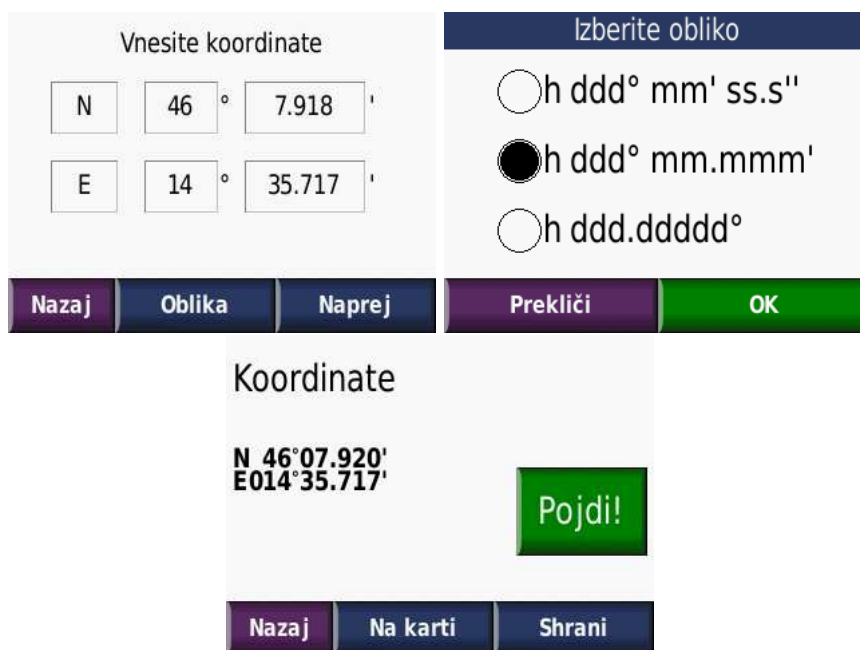 Vnesite koordinate
N 46 ° 7.918 '
E 14 ° 35.717 '
Nazaj Oblika Naprej
Izberite obliko
h ddd° mm' ss.s''
h ddd° mm.mmm'
h ddd.ddddd°
Prekliči OK
Koordinate
N 46°07.920'
E014°35.717'
Pojdi!
Nazaj Na karti Shrani